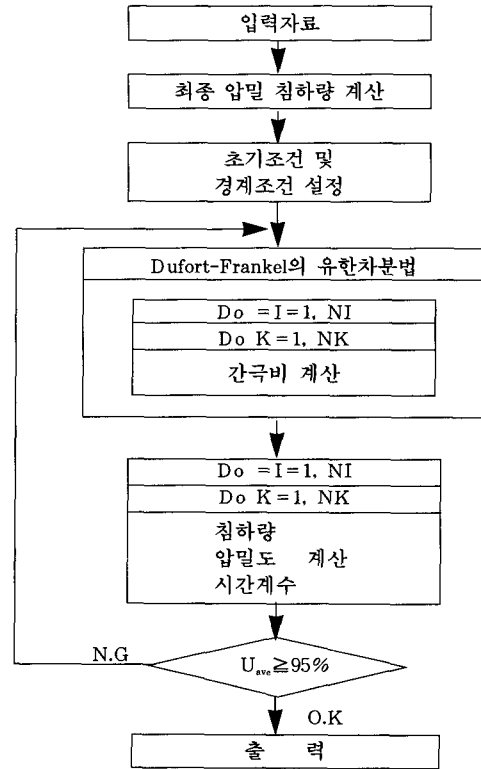 입력자료
최종 압밀 침하량 계산
초기조건 및
경계조건 설정
Dufort-Frankel의 유한차분법
Do =I=1, NI
Do K=1, NK
간극비 계산
Do =I=1, NI
Do K=1, NK
침하량
압밀도 계산
시간계수
N.G
U_ave≧95%
O.K
출 력